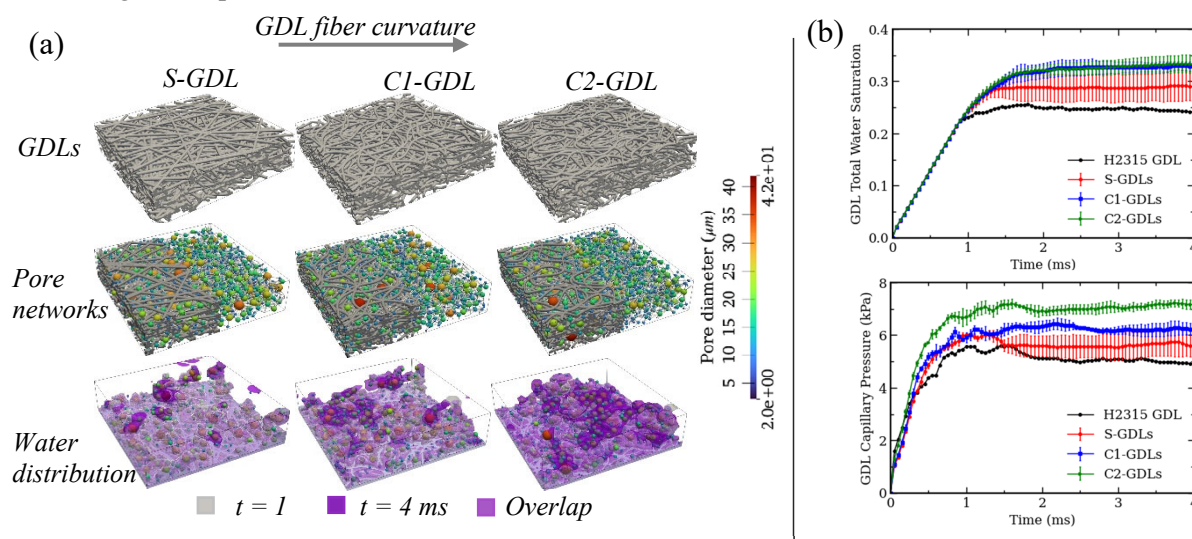 (a)
GDL fiber curvature
S-GDL
C1-GDL
C2-GDL
GDLs
Pore
networks
Water
distribution
Pore diameter (μm)
40
35
30
25
20
15
10
5
4.2e+01
2.0e+00
t = 1
t = 4 ms
Overlap
(b)
GDL Total Water Saturation
0.4
0.3
0.2
0.1
0.0
0
1
2
3
4
Time (ms)
H2315 GDL
S-GDLs
C1-GDLs
C2-GDLs
GDL Capillary Pressure (kPa)
8
6
4
2
0
0
1
2
3
4
Time (ms)
H2315 GDL
S-GDLs
C1-GDLs
C2-GDLs